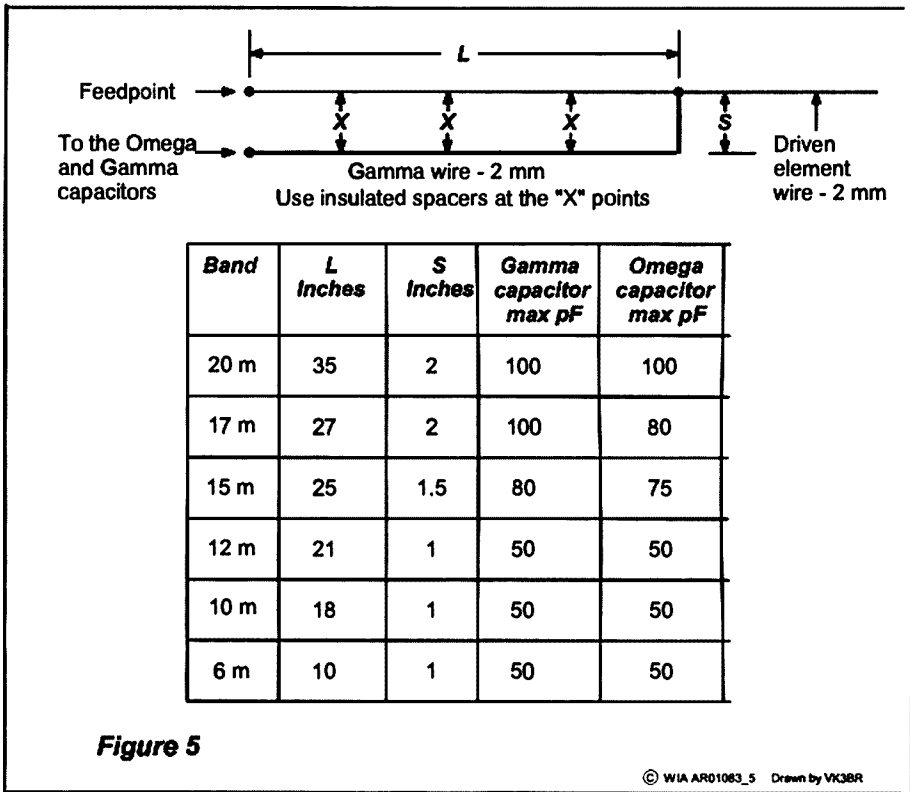 L
Feedpoint
X X X S
To the Omega
and Gamma
capacitors
Driven
element
wire - 2 mm
Gamma wire - 2 mm
Use insulated spacers at the "X" points
Band L Inches S Inches Gamma capacitor max pF Omega capacitor max pF
20 m 35 2 100 100
17 m 27 2 100 80
15 m 25 1.5 80 75
12 m 21 1 50 50
10 m 18 1 50 50
6 m 10 1 50 50
Figure 5
© WIA AR01063_5 Drawn by VK3BR